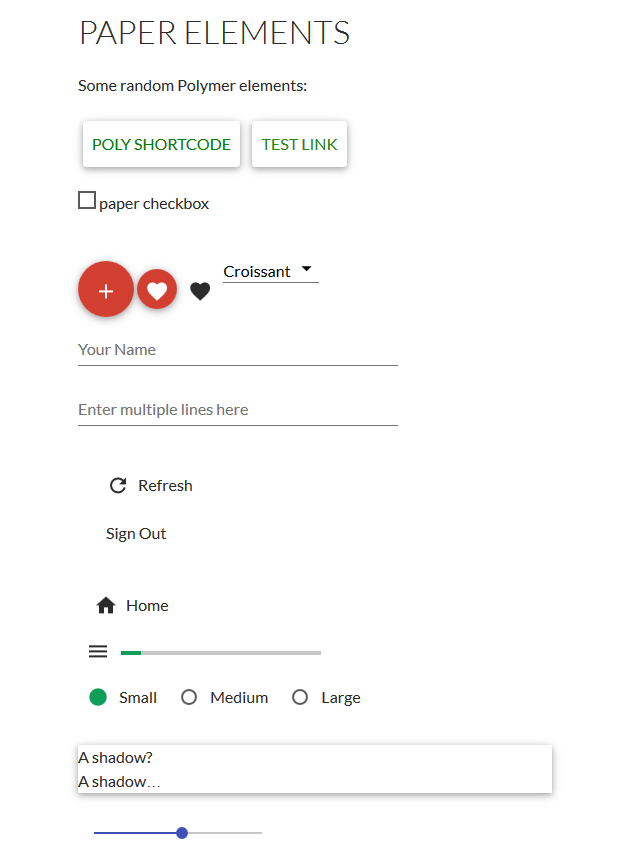 PAPER ELEMENTS
Some random Polymer elements:
POLY SHORTCODE TEST LINK
paper checkbox
Croissant
Your Name
Enter multiple lines here
Refresh
Sign Out
Home
Small Medium Large
A shadow?
A shadow…